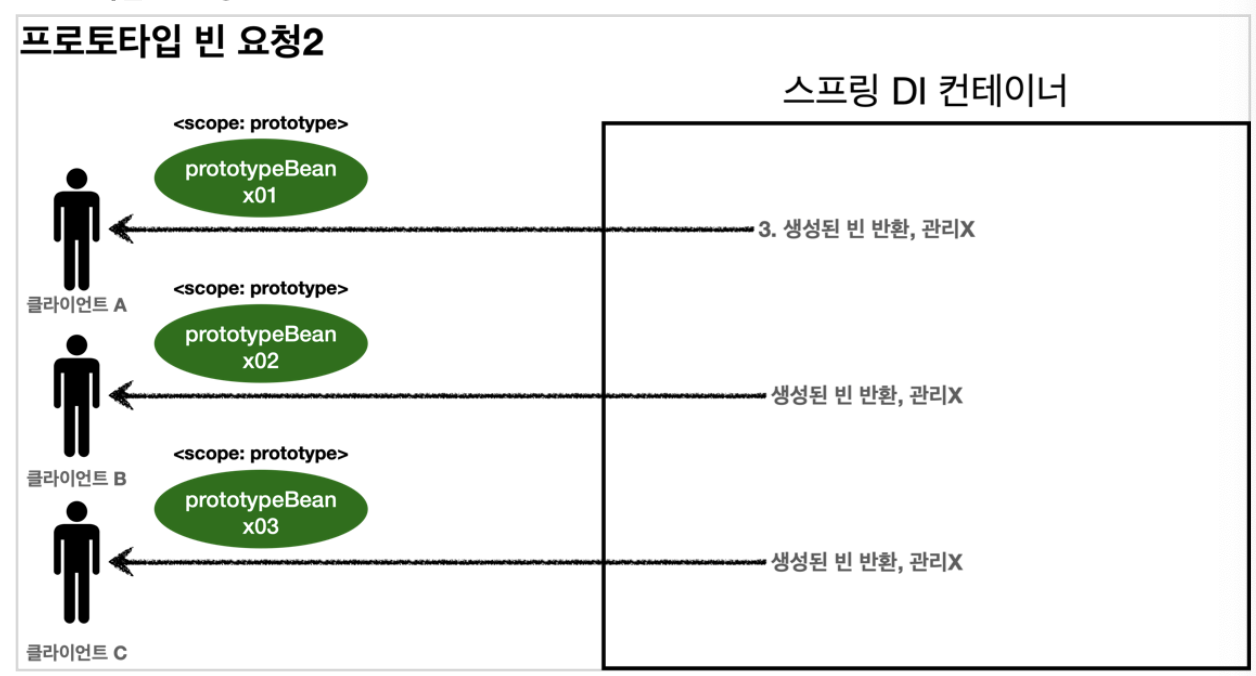 프로토타입 빈 요청2
스프링 DI 컨테이너
<scope: prototype>
prototypeBean
x01
3. 생성된 빈 반환, 관리X
클라이언트 A
<scope: prototype>
prototypeBean
x02
생성된 빈 반환, 관리X
클라이언트 B
<scope: prototype>
prototypeBean
x03
생성된 빈 반환, 관리X
클라이언트 C